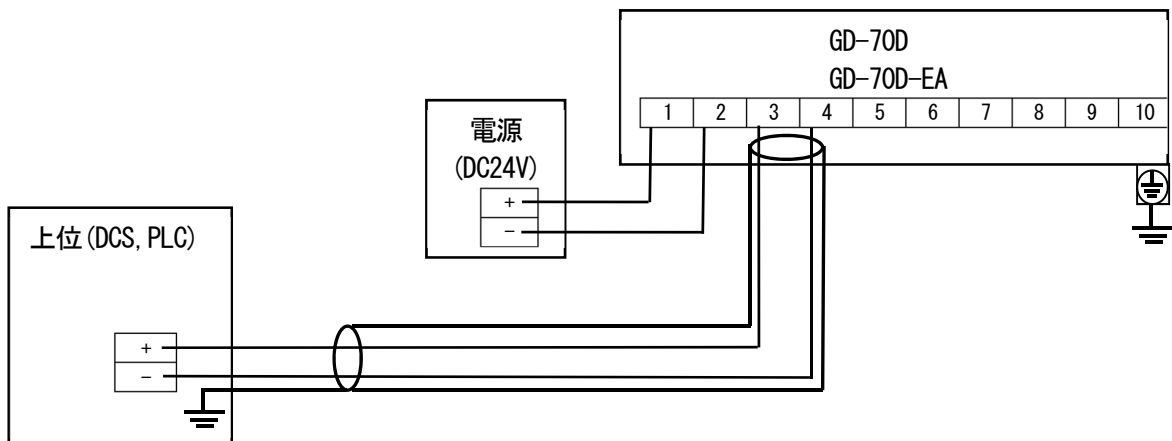 GD-70D
GD-70D-EA
1 2 3 4 5 6 7 8 9 10
電源
(DC24V)
+
-
上位(DCS, PLC)
+
-